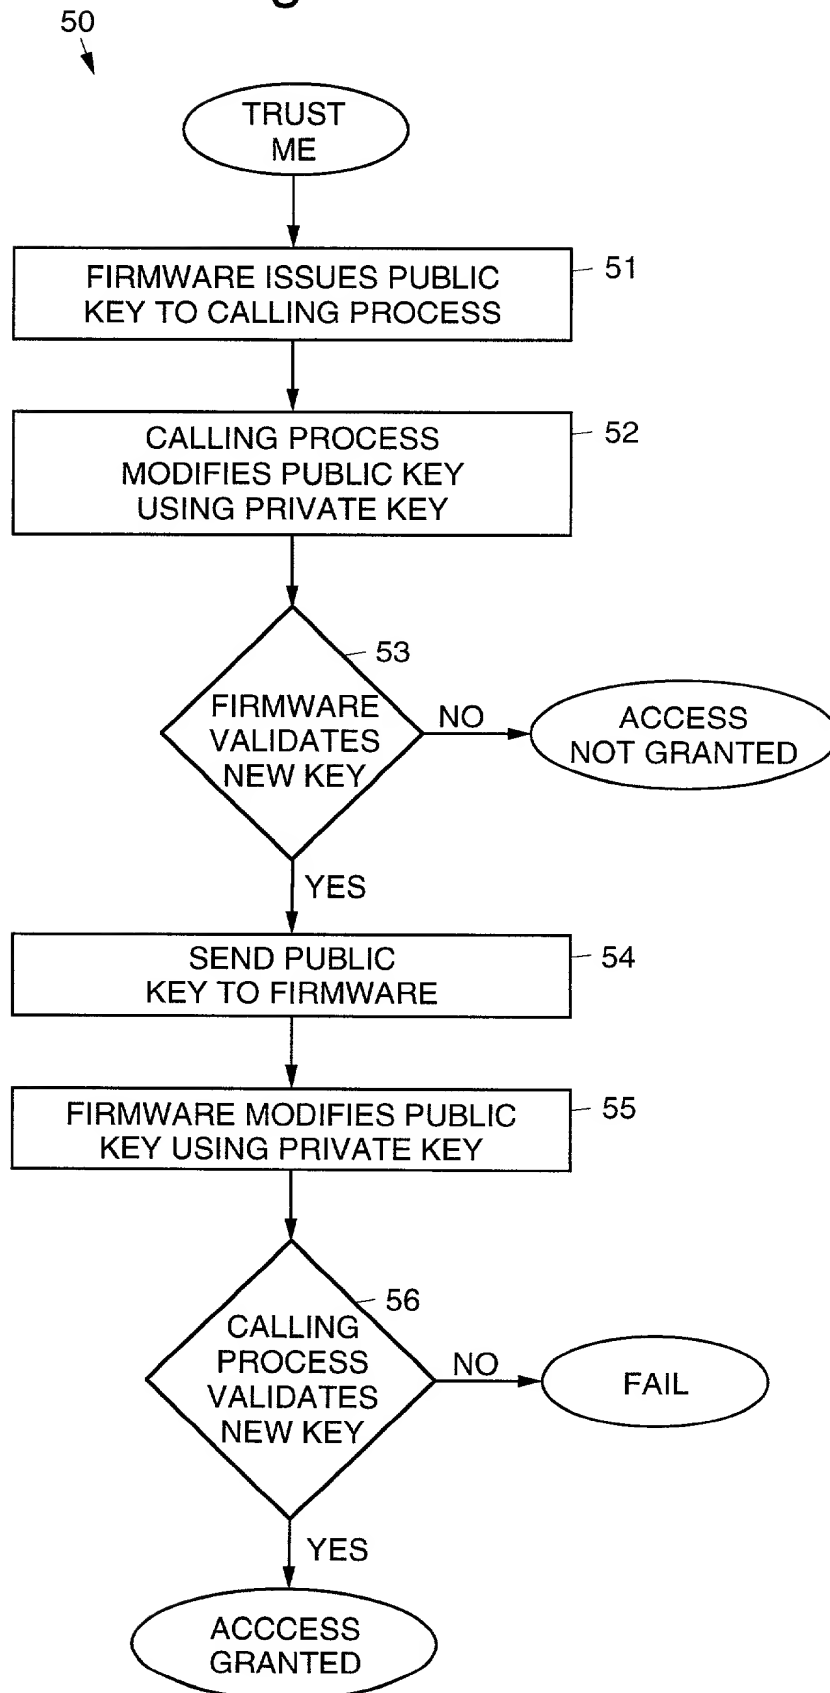 50
TRUST
ME
FIRMWARE ISSUES PUBLIC
KEY TO CALLING PROCESS
51
CALLING PROCESS
MODIFIES PUBLIC KEY
USING PRIVATE KEY
52
53
FIRMWARE
VALIDATES
NEW KEY
NO
ACCESS
NOT GRANTED
YES
SEND PUBLIC
KEY TO FIRMWARE
54
FIRMWARE MODIFIES PUBLIC
KEY USING PRIVATE KEY
55
56
CALLING
PROCESS
VALIDATES
NEW KEY
NO
FAIL
YES
ACCCESS
GRANTED